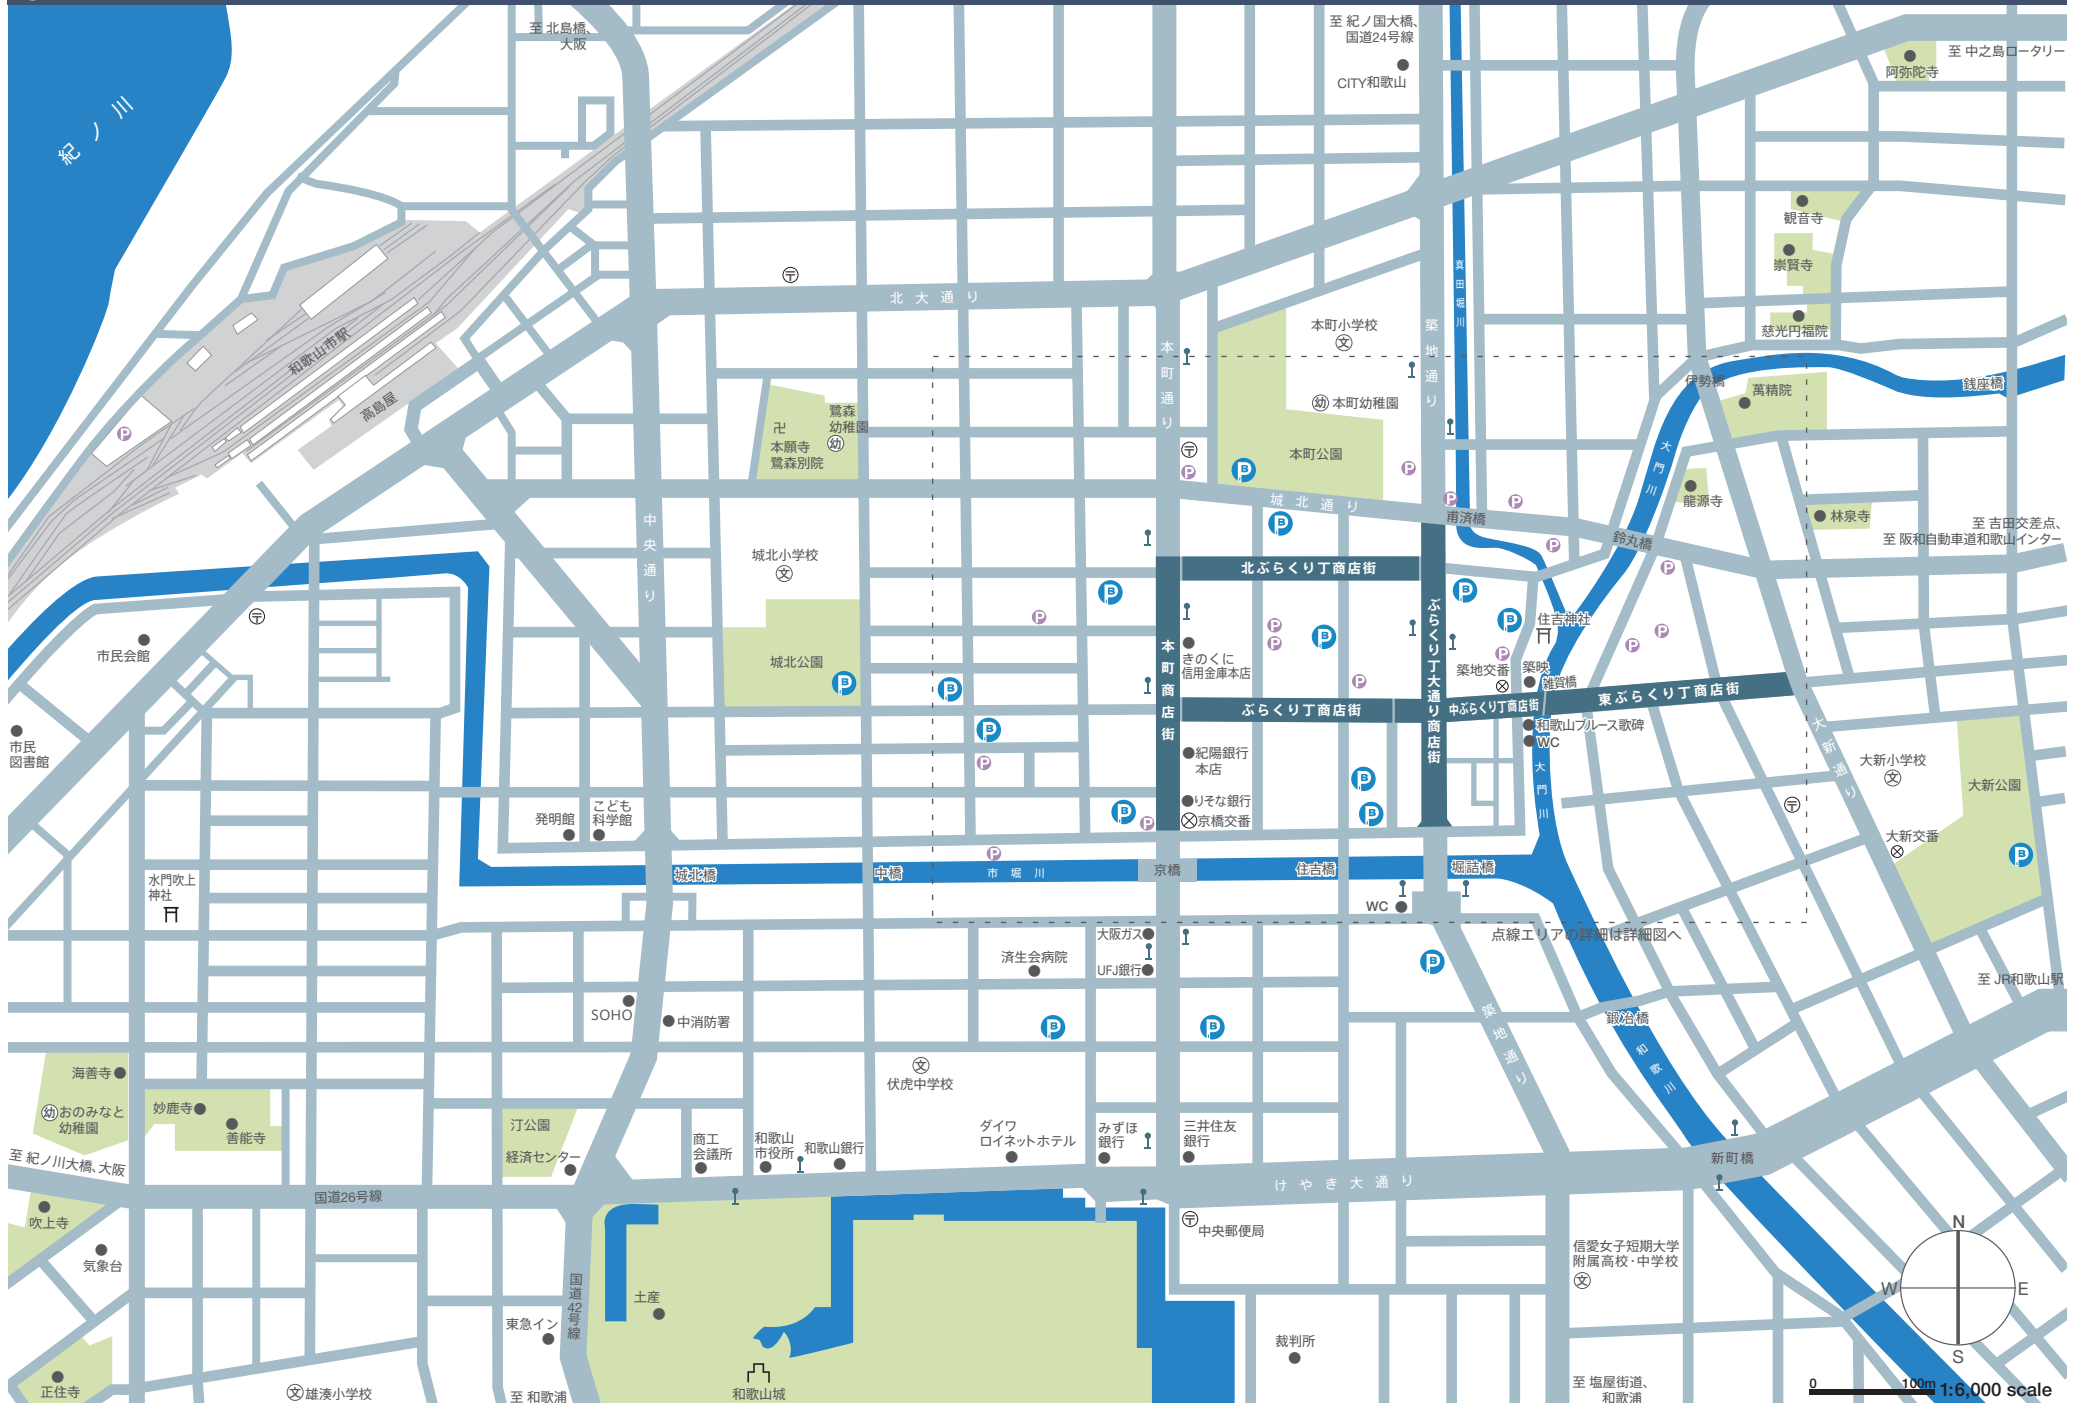 至 北島橋、
大阪
至 紀ノ国大橋、
国道24号線
CITY和歌山
至 中之島ロータリー
阿弥陀寺
紀ノ川
観音寺
崇賢寺
慈光円福院
真田堀川
北大通り
本町小学校
文
築地通り
本町通り
和歌山市駅
高島屋
伊勢橋
萬精院
銭座橋
鷺森
幼稚園
幼
卍
本願寺
鷺森別院
幼 本町幼稚園
本町公園
大門川
龍源寺
林泉寺
城北通り
甫済橋
鈴丸橋
至 吉田交差点、
至 阪和自動車道和歌山インター
中央通り
城北小学校
文
北ぶらくり丁商店街
市民会館
城北公園
本町商店街
きのくに
信用金庫本店
ぶらくり丁大通り商店街
住吉神社
築地交番
築映
雑賀橋
ぶらくり丁商店街
中ぶらくり丁商店街
東ぶらくり丁商店街
和歌山ブルース歌碑
WC
市民
図書館
紀陽銀行
本店
大門川
大新通り
大新小学校
文
大新公園
りそな銀行
京橋交番
発明館
こども
科学館
大新交番
水門吹上
神社
城北橋
中橋
市堀川
京橋
住吉橋
堀詰橋
WC
点線エリアの詳細は詳細図へ
大阪ガス
UFJ銀行
済生会病院
至 JR和歌山駅
SOHO
中消防署
築地通り
鍛冶橋
和歌川
海善寺
幼 おのみなと
幼稚園
妙鹿寺
善能寺
文
伏虎中学校
汀公園
経済センター
商工
会議所
和歌山
市役所
和歌山銀行
ダイワ
ロイネットホテル
みずほ
銀行
三井住友
銀行
新町橋
至 紀ノ川大橋、大阪
国道26号線
けやき大通り
吹上寺
気象台
中央郵便局
信愛女子短期大学
附属高校・中学校
文
N
W
E
S
国道42号線
土産
東急イン
裁判所
正住寺
文 雄湊小学校
至 和歌浦
和歌山城
至 塩屋街道、
和歌浦
0 100m 1:6,000 scale